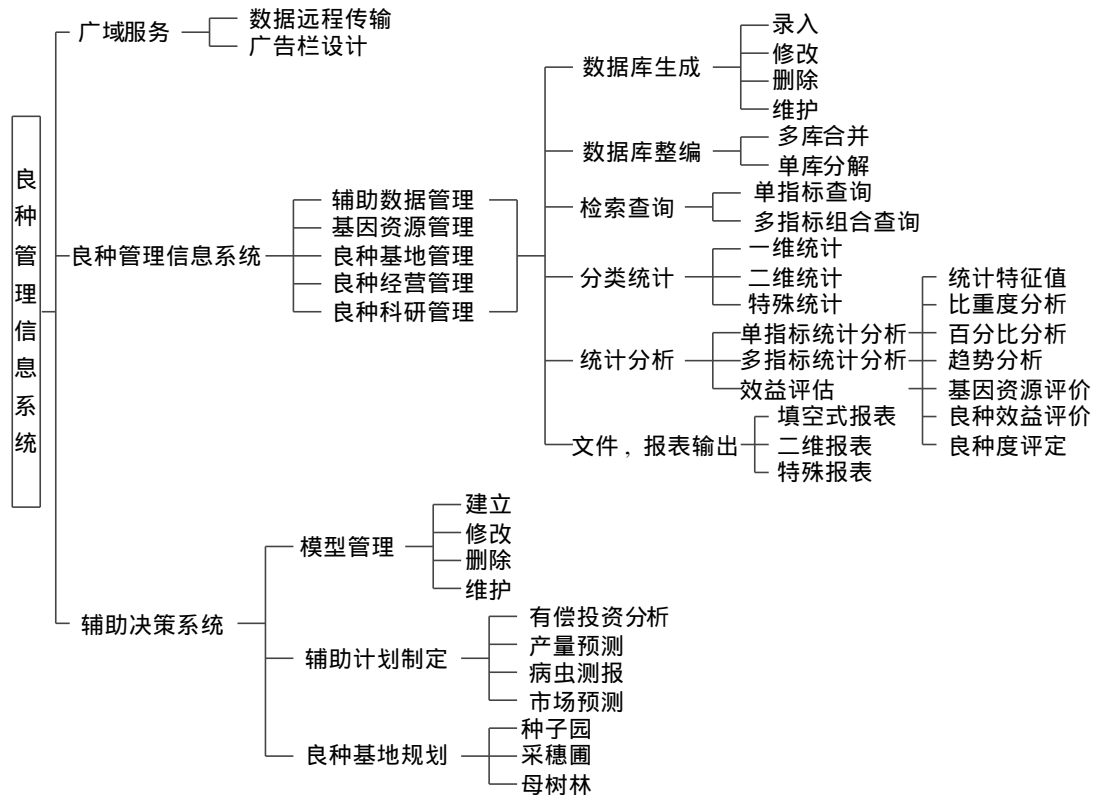 良种管理信息系统
广域服务
数据远程传输
广告栏设计
良种管理信息系统
辅助数据管理
基因资源管理
良种基地管理
良种经营管理
良种科研管理
数据库生成
录入
修改
删除
维护
数据库整编
多库合并
单库分解
检索查询
单指标查询
多指标组合查询
分类统计
一维统计
二维统计
特殊统计
统计分析
单指标统计分析
多指标统计分析
效益评估
统计特征值
比重度分析
百分比分析
趋势分析
基因资源评价
良种效益评价
良种度评定
文件，报表输出
填空式报表
二维报表
特殊报表
辅助决策系统
模型管理
建立
修改
删除
维护
辅助计划制定
有偿投资分析
产量预测
病虫测报
市场预测
良种基地规划
种子园
采穗圃
母树林